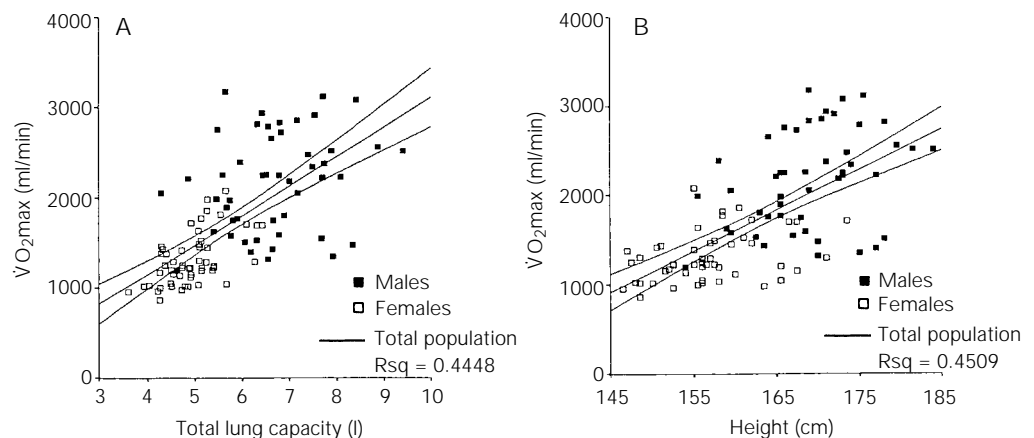 A
V̇O2max (ml/min)
4000
3000
2000
1000
0
Males
Females
Total population
Rsq = 0.4448
3 4 5 6 7 8 9 10
Total lung capacity (l)
B
V̇O2max (ml/min)
4000
3000
2000
1000
0
Males
Females
Total population
Rsq = 0.4509
145 155 165 175 185
Height (cm)